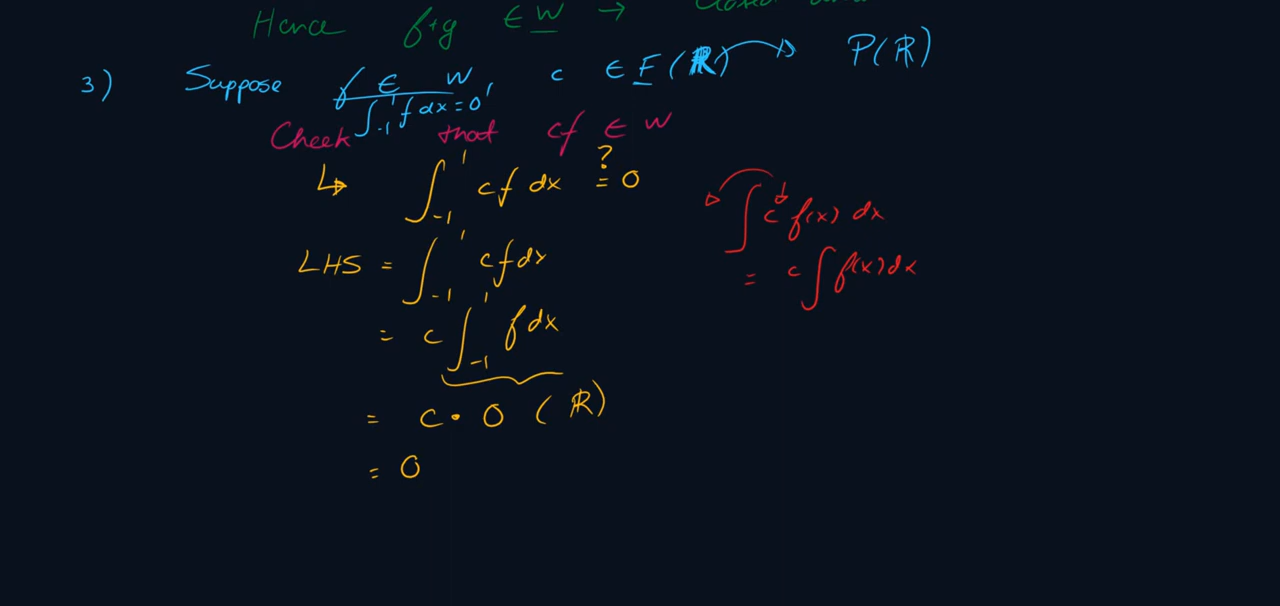 Hence f+g ∈ W → Closed
3) Suppose f ∈ W, c ∈ F (ℝ) → P(ℝ)
∫₋₁¹ f dx = 0
Check that cf ∈ W
↳ ∫₋₁¹ cf dx ?= 0
∫ c f(x) dx
= c ∫ f(x) dx
LHS = ∫₋₁¹ cf dx
= c ∫₋₁¹ f dx
= c • 0 (ℝ)
= 0